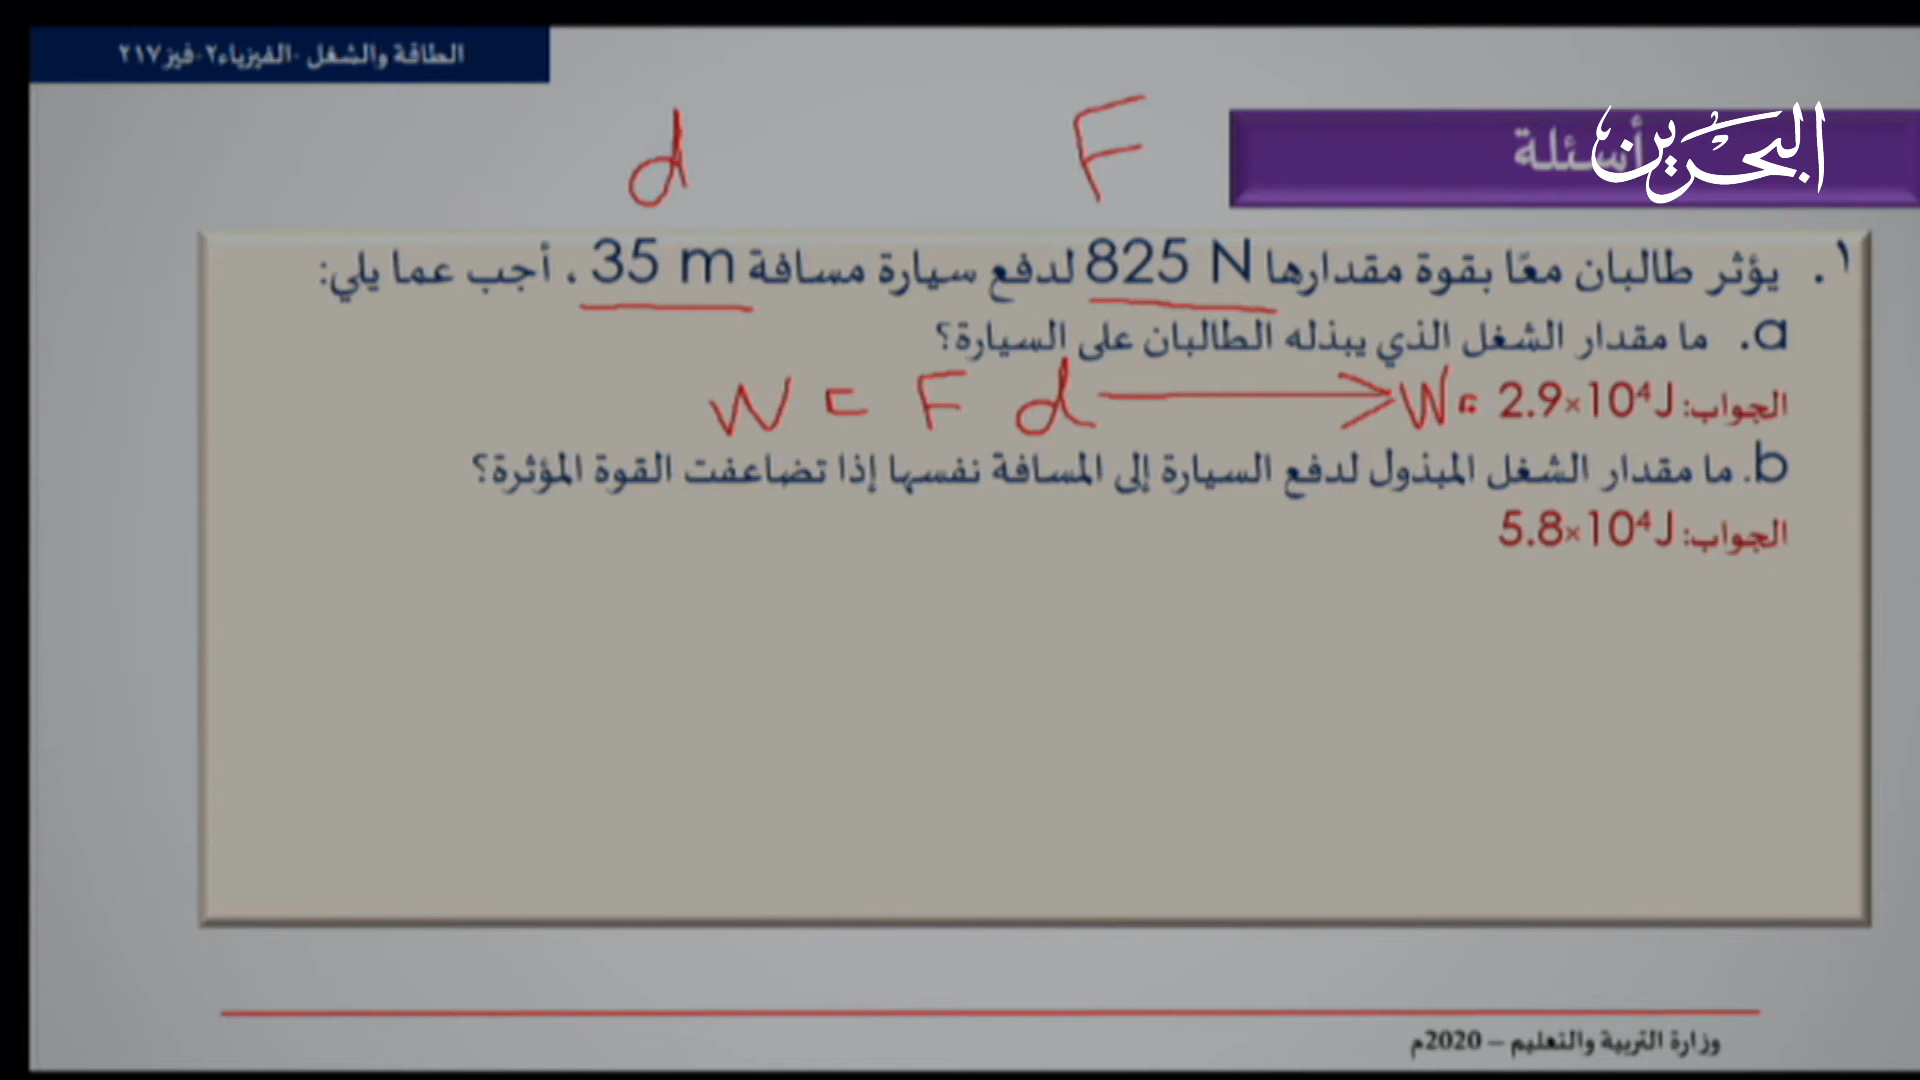 الطاقة والشغل -الفيزياء٢-فيز٢١٧
d F
أسئلة
البحرين
١. يؤثر طالبان معًا بقوة مقدارها 825 N لدفع سيارة مسافة 35 m . أجب عما يلي:
a. ما مقدار الشغل الذي يبذله الطالبان على السيارة؟
الجواب: 2.9×10⁴J
W = F d → W =
b. ما مقدار الشغل المبذول لدفع السيارة إلى المسافة نفسها إذا تضاعفت القوة المؤثرة؟
الجواب: 5.8×10⁴J
وزارة التربية والتعليم – 2020م